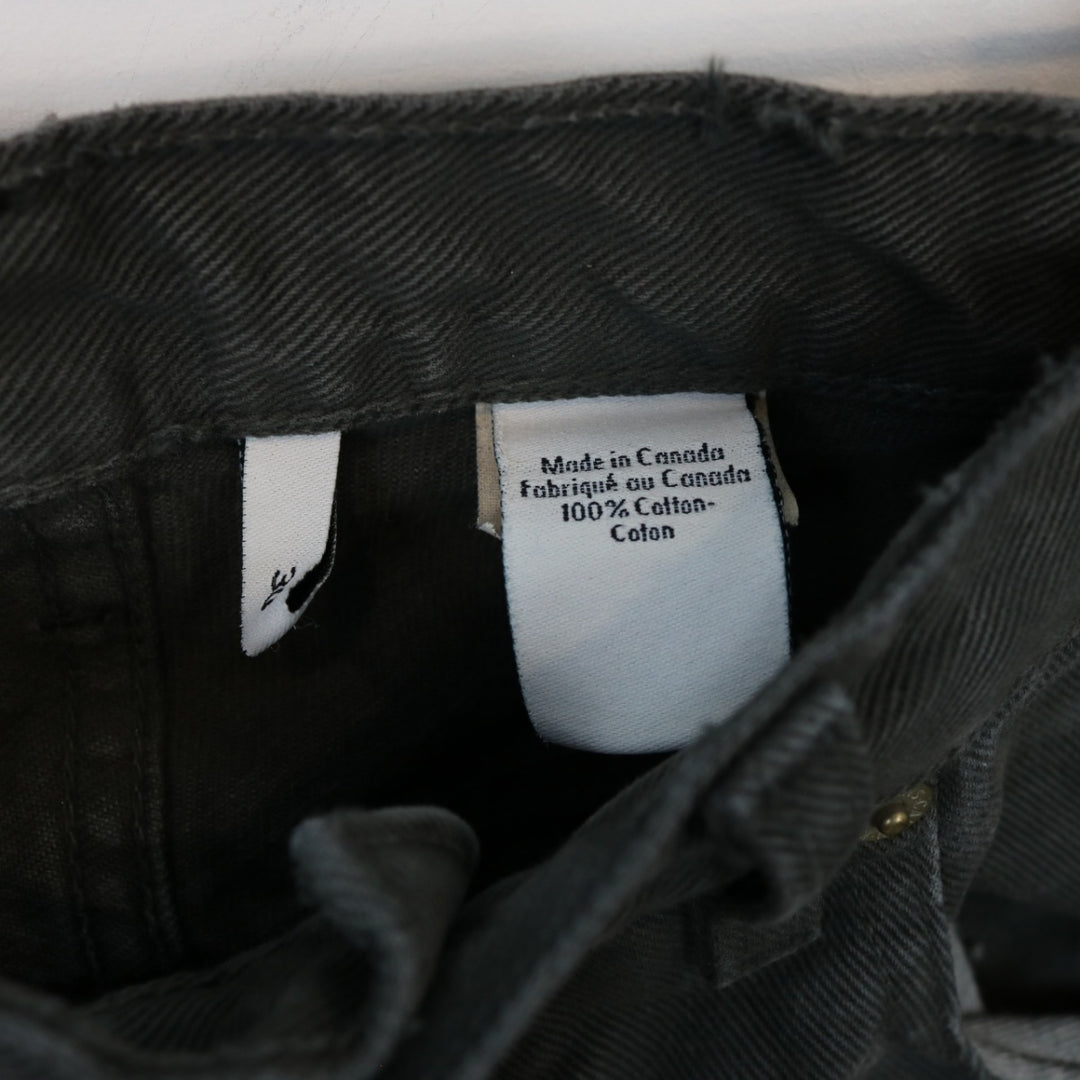 Made in Canada
Fabriqué au Canada
100% Cotton-
Coton